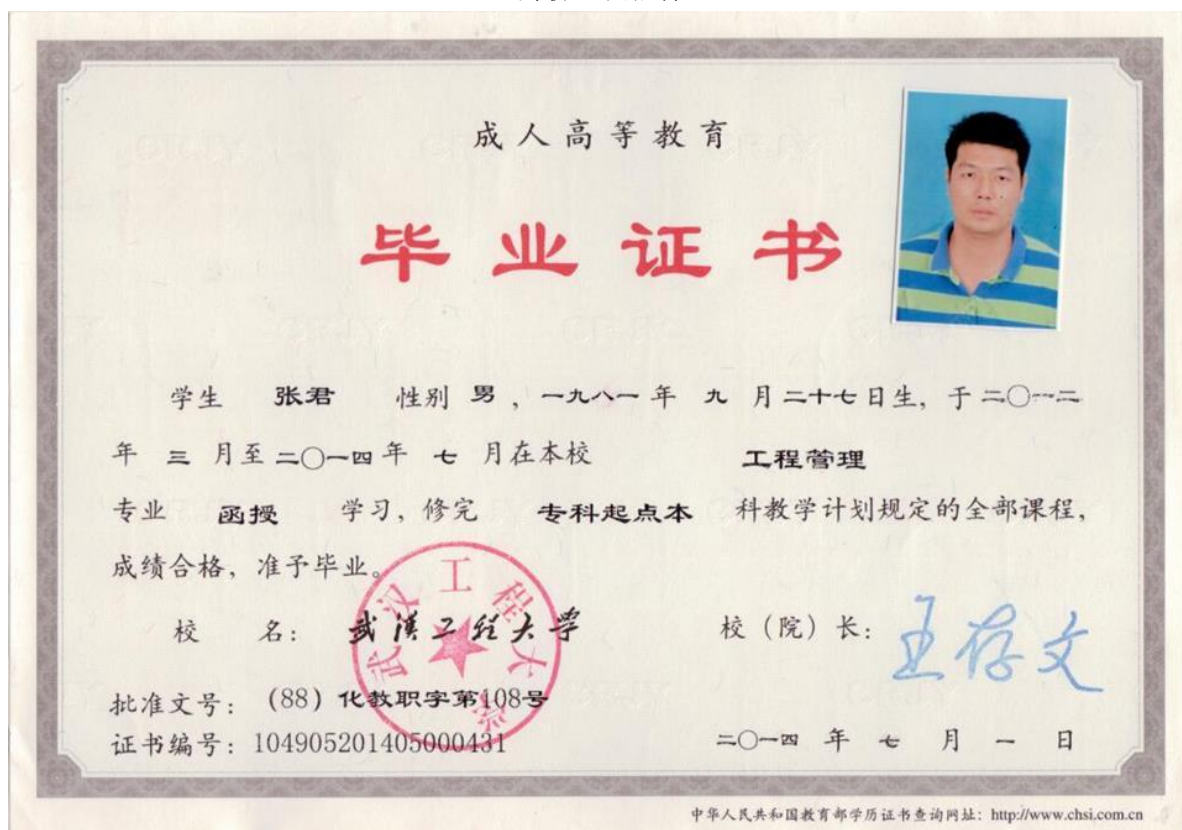 成人高等教育
毕业证书
学生 张君 性别 男，一九八一年 九 月二十七日生，于二〇一二
年 三 月至二〇一四年 七 月在本校 工程管理
专业 函授 学习，修完 专科起点本 科教学计划规定的全部课程，
成绩合格，准予毕业。
校 名：武汉工程大学 校（院）长：王存文
武汉工程大学
批准文号：（88）化教职字第108号
证书编号：104905201405000431 二〇一四 年 七 月 一 日
中华人民共和国教育部学历证书查询网址：http://www.chsi.com.cn